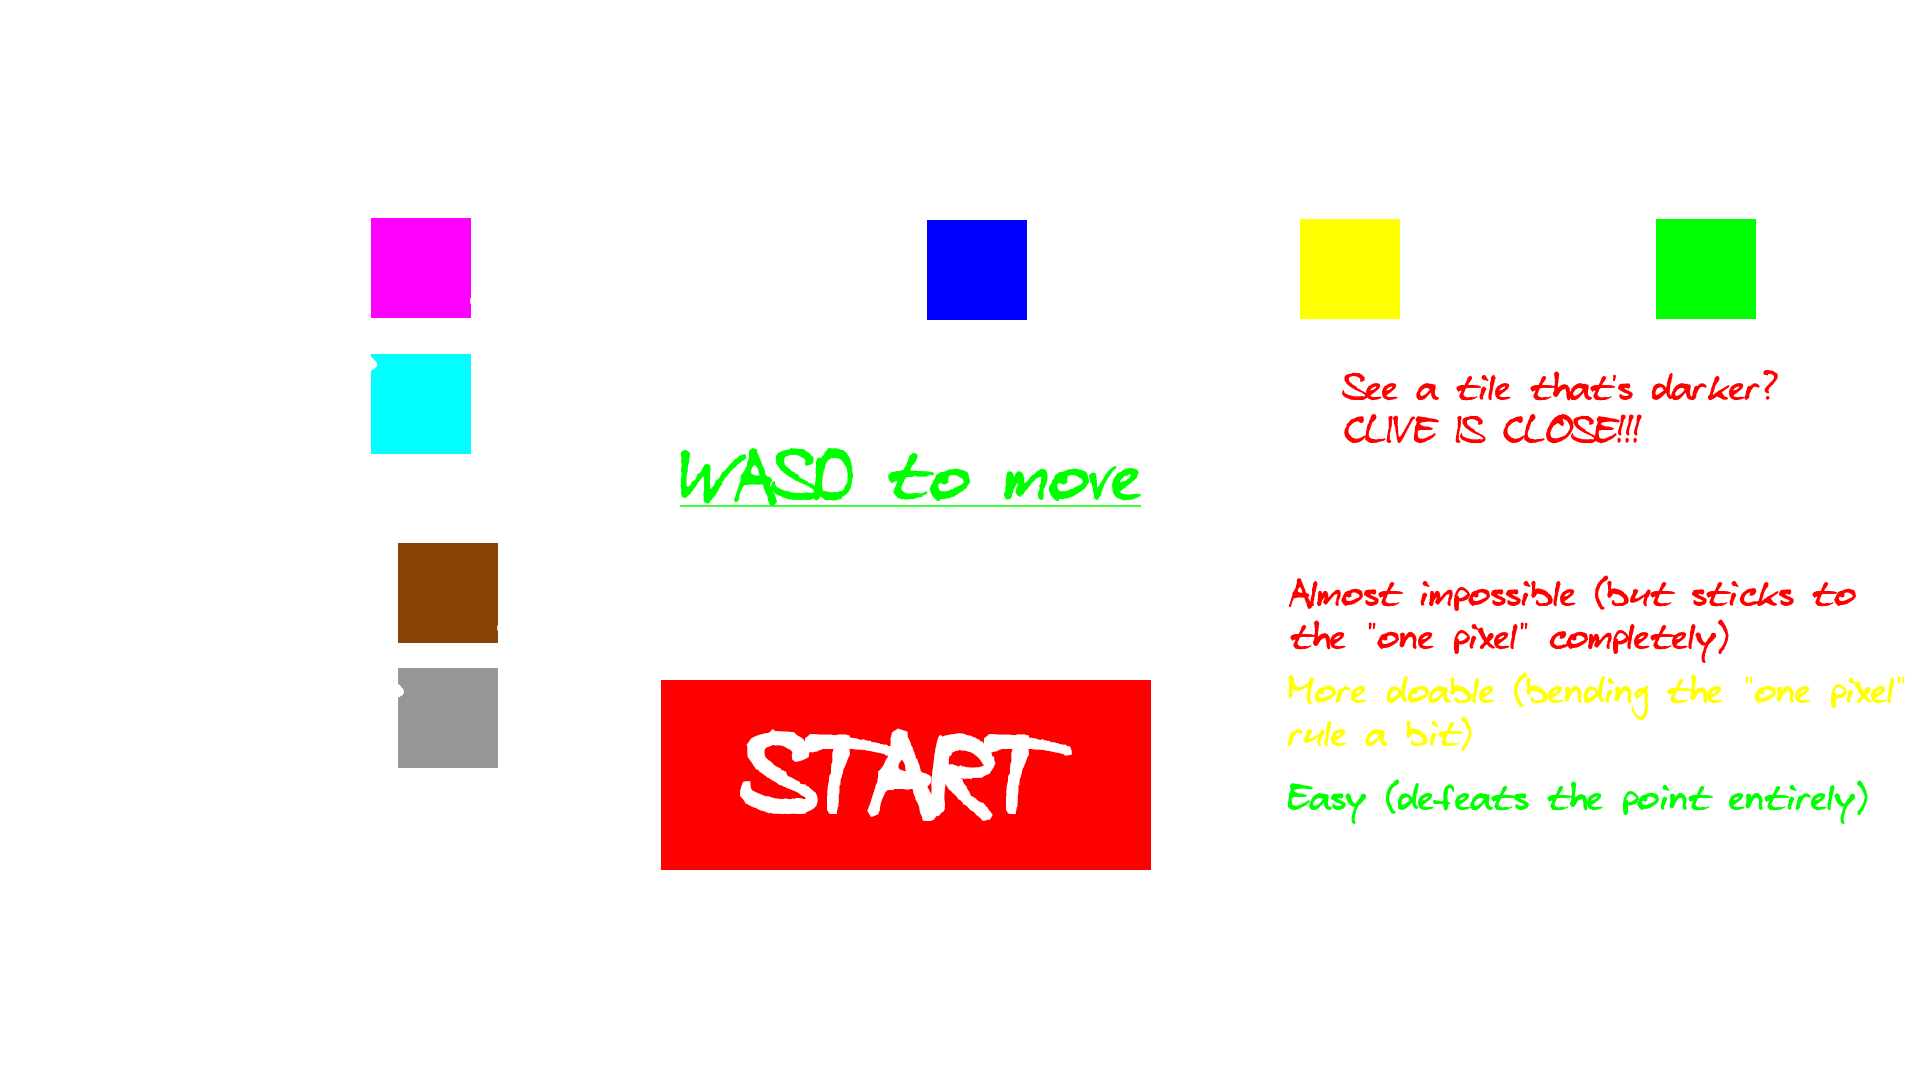 See a tile that's darker?
CLIVE IS CLOSE!!!
WASD to move
Almost impossible (but sticks to
the "one pixel" completely)
More doable (bending the "one pixel"
rule a bit)
START
Easy (defeats the point entirely)